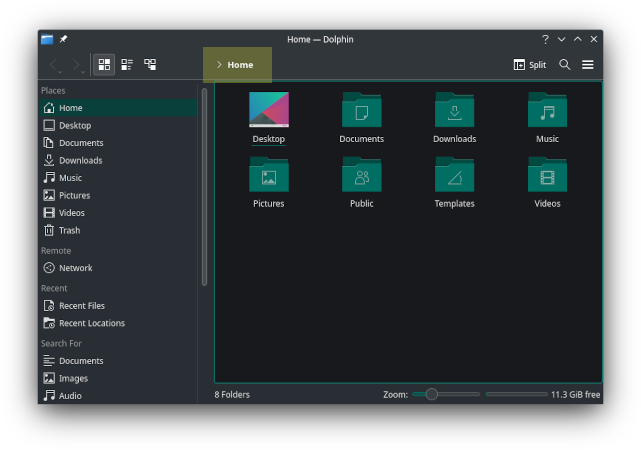 Home — Dolphin
Home
Split
Places
Home
Desktop
Documents
Downloads
Music
Pictures
Videos
Trash
Remote
Network
Recent
Recent Files
Recent Locations
Search For
Documents
Images
Audio
Desktop
Documents
Downloads
Music
Pictures
Public
Templates
Videos
8 Folders
Zoom:
11.3 GiB free